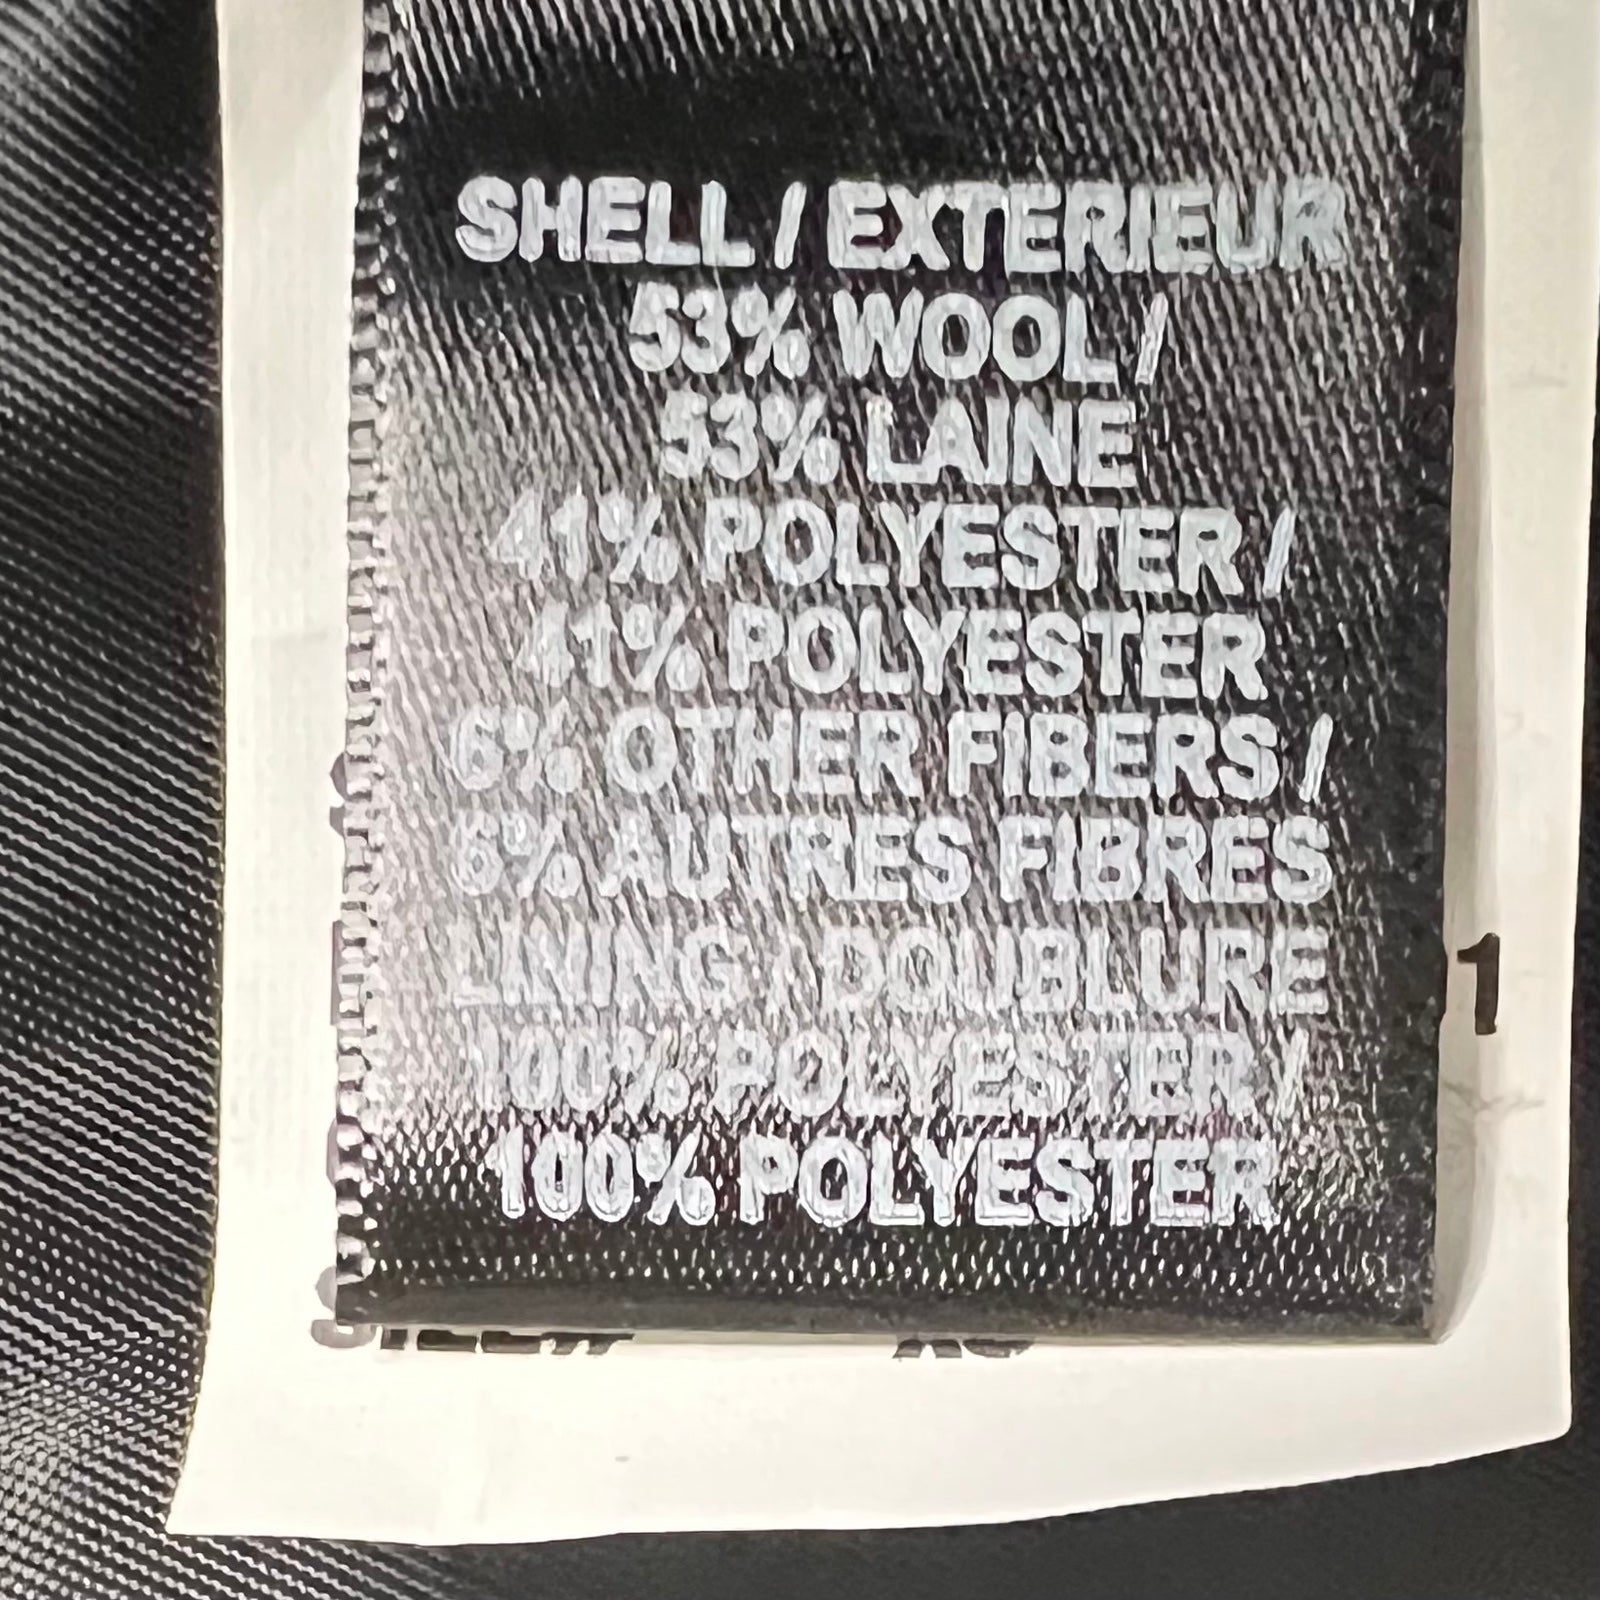 SHELL / EXTERIEUR
53% WOOL /
53% LAINE
41% POLYESTER /
41% POLYESTER
6% OTHER FIBERS /
6% AUTRES FIBRES
LINING / DOUBLURE
100% POLYESTER /
100% POLYESTER
1